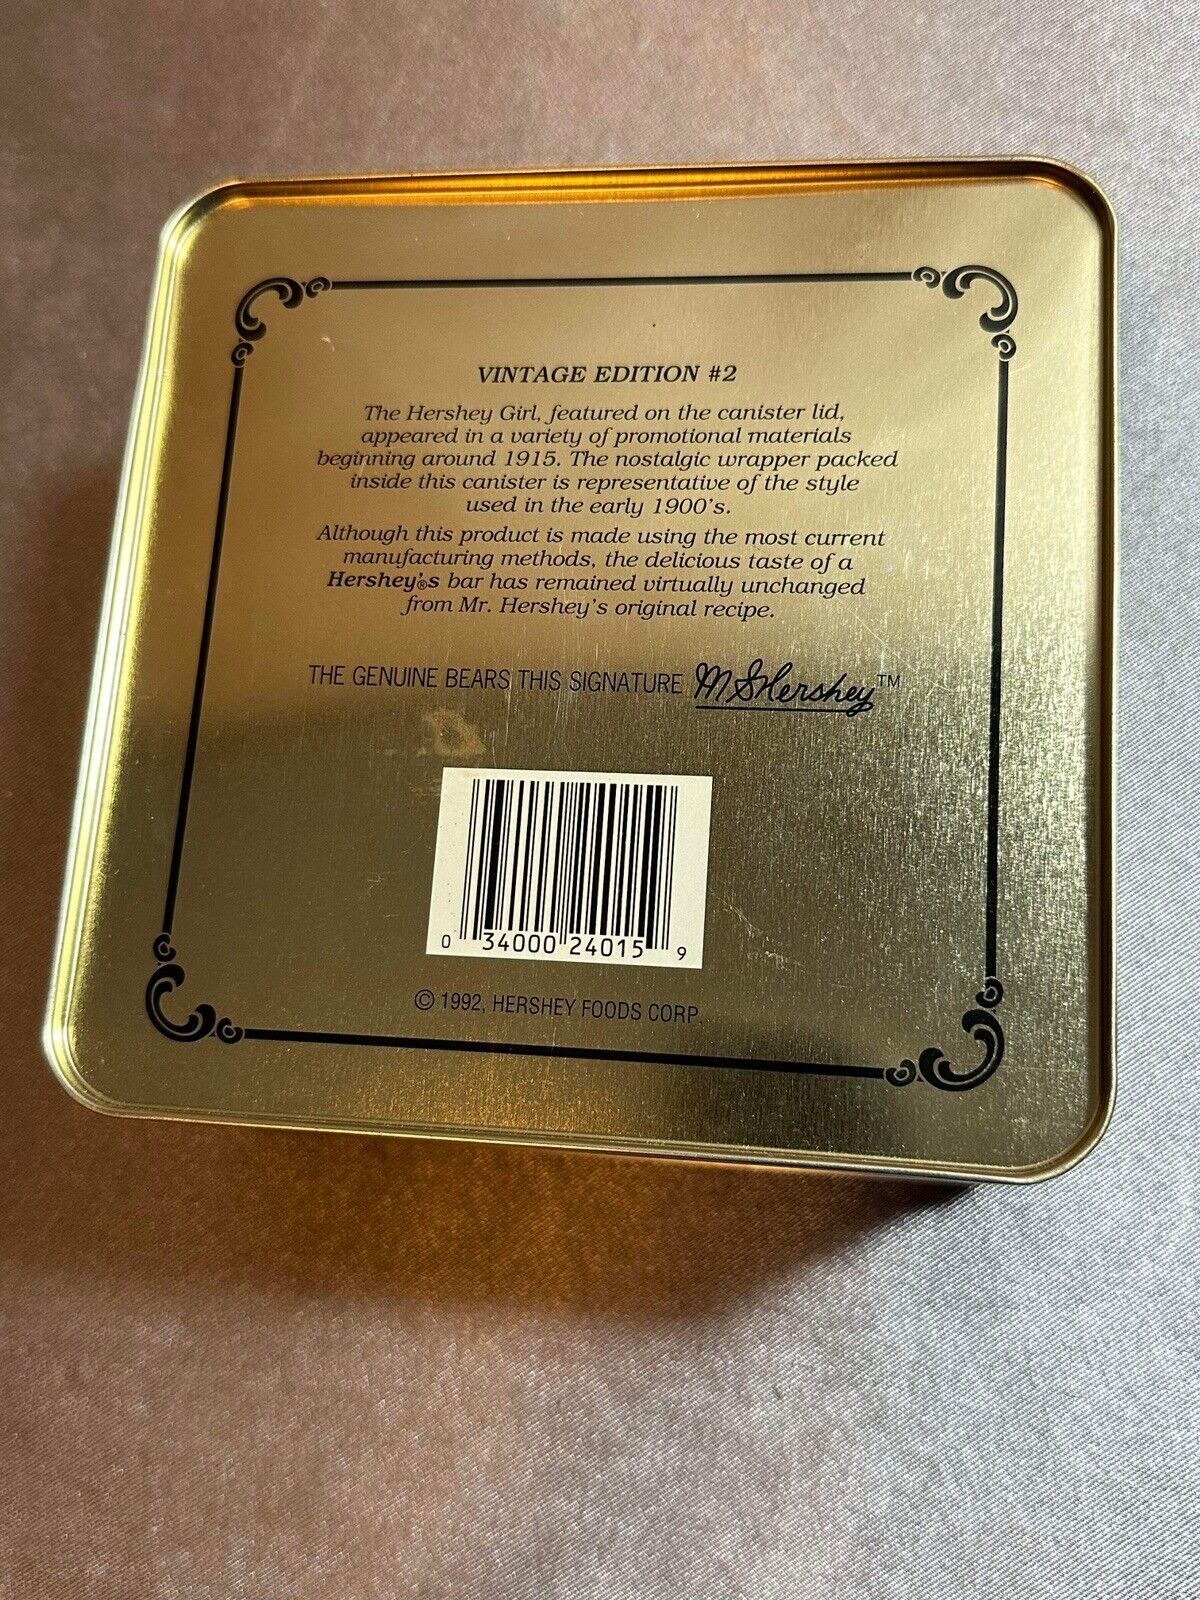 VINTAGE EDITION #2
The Hershey Girl, featured on the canister lid,
appeared in a variety of promotional materials
beginning around 1915. The nostalgic wrapper packed
inside this canister is representative of the style
used in the early 1900's.
Although this product is made using the most current
manufacturing methods, the delicious taste of a
Hershey's® bar has remained virtually unchanged
from Mr. Hershey's original recipe.
THE GENUINE BEARS THIS SIGNATURE M S Hershey™
0 34000 24015 9
© 1992, HERSHEY FOODS CORP.